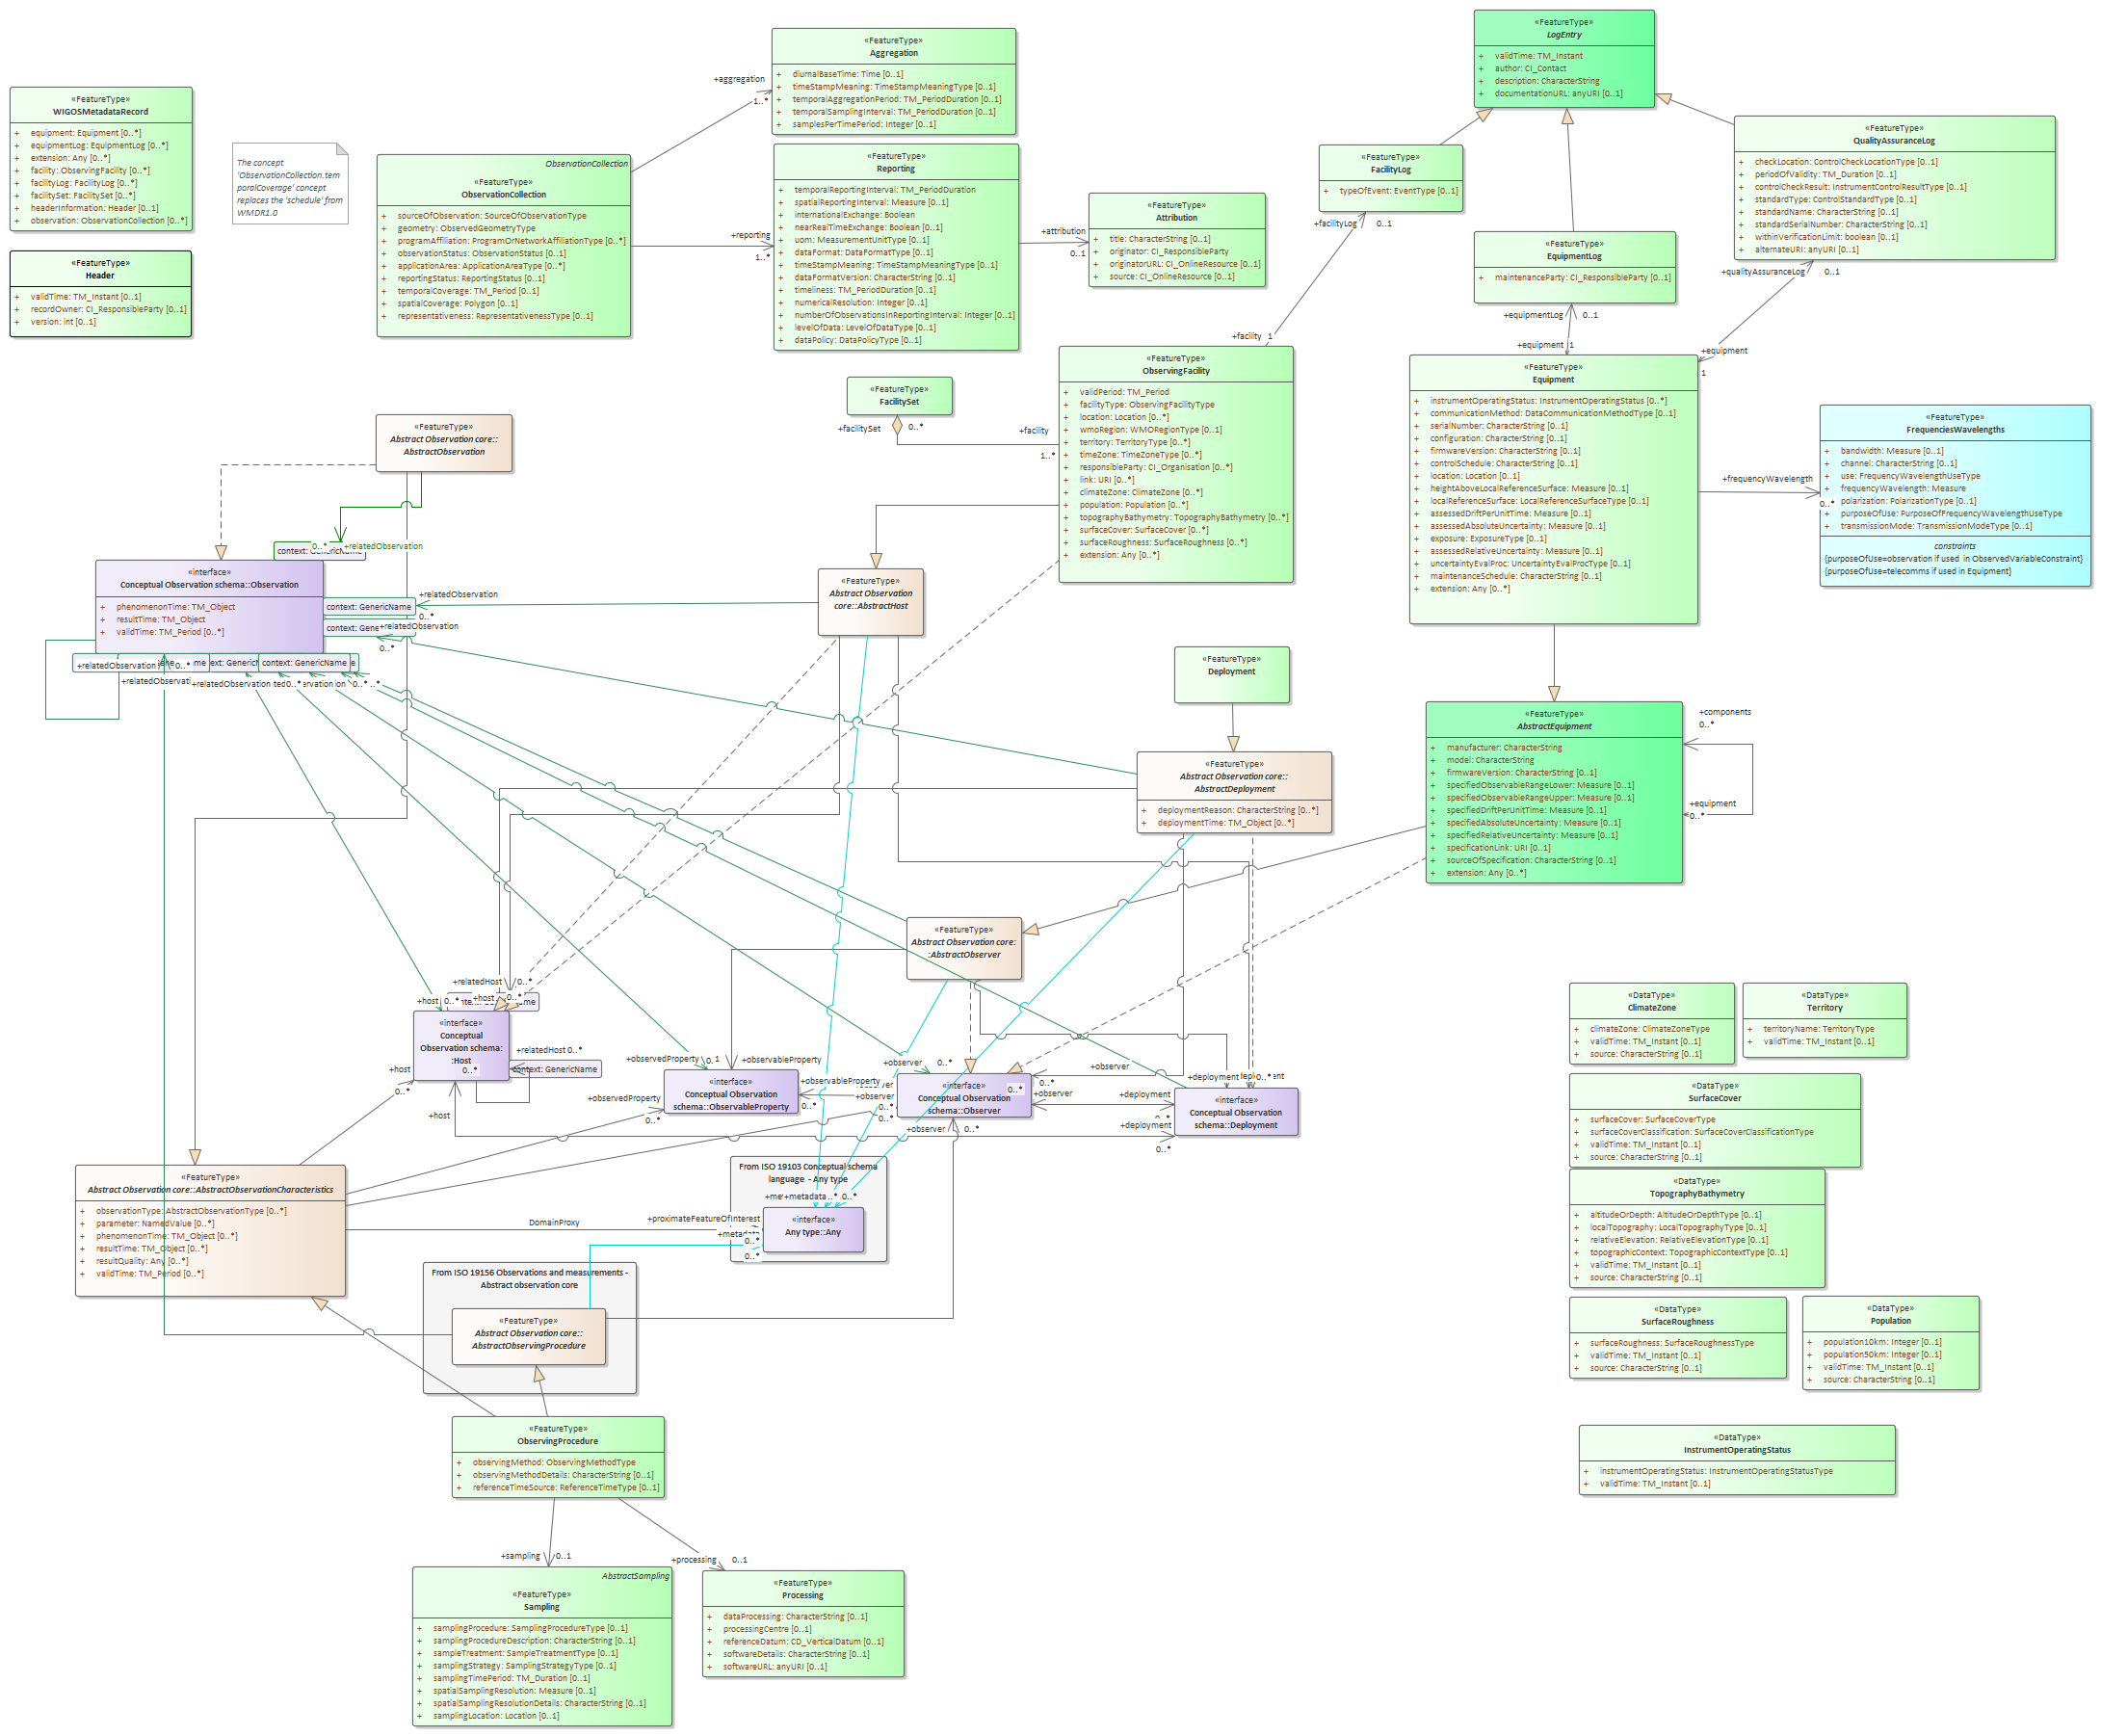 «FeatureType»
WIGOSMetadataRecord
+ equipment: Equipment [0..*]
+ equipmentLog: EquipmentLog [0..*]
+ extension: Any [0..*]
+ facility: ObservingFacility [0..*]
+ facilityLog: FacilityLog [0..*]
+ facilitySet: FacilitySet [0..*]
+ headerInformation: Header [0..1]
+ observation: ObservationCollection [0..*]
«FeatureType»
Header
+ validTime: TM_Instant [0..1]
+ recordOwner: CI_ResponsibleParty [0..1]
+ version: int [0..1]
The concept
'ObservationCollection.tem
poralCoverage' concept
replaces the 'schedule' from
WMDR1.0
ObservationCollection
«FeatureType»
ObservationCollection
+ sourceOfObservation: SourceOfObservationType
+ geometry: ObservedGeometryType
+ programAffiliation: ProgramOrNetworkAffiliationType [0..*]
+ observationStatus: ObservationStatus [0..1]
+ applicationArea: ApplicationAreaType [0..*]
+ reportingStatus: ReportingStatus [0..1]
+ temporalCoverage: TM_Period [0..1]
+ spatialCoverage: Polygon [0..1]
+ representativeness: RepresentativenessType [0..1]
+aggregation
1..*
«FeatureType»
Aggregation
+ diurnalBaseTime: Time [0..1]
+ timeStampMeaning: TimeStampMeaningType [0..1]
+ temporalAggregationPeriod: TM_PeriodDuration [0..1]
+ temporalSamplingInterval: TM_PeriodDuration [0..1]
+ samplesPerTimePeriod: Integer [0..1]
+reporting
1..*
«FeatureType»
Reporting
+ temporalReportingInterval: TM_PeriodDuration
+ spatialReportingInterval: Measure [0..1]
+ internationalExchange: Boolean
+ nearRealTimeExchange: Boolean [0..1]
+ uom: MeasurementUnitType [0..1]
+ dataFormat: DataFormatType [0..1]
+ timeStampMeaning: TimeStampMeaningType [0..1]
+ dataFormatVersion: CharacterString [0..1]
+ timeliness: TM_PeriodDuration [0..1]
+ numericalResolution: Integer [0..1]
+ numberOfObservationsInReportingInterval: Integer [0..1]
+ levelOfData: LevelOfDataType [0..1]
+ dataPolicy: DataPolicyType [0..1]
+attribution
0..1
«FeatureType»
Attribution
+ title: CharacterString [0..1]
+ originator: CI_ResponsibleParty
+ originatorURL: CI_OnlineResource [0..1]
+ source: CI_OnlineResource [0..1]
«FeatureType»
LogEntry
+ validTime: TM_Instant
+ author: CI_Contact
+ description: CharacterString
+ documentationURL: anyURI [0..1]
«FeatureType»
FacilityLog
+ typeOfEvent: EventType [0..1]
+facilityLog
0..1
«FeatureType»
QualityAssuranceLog
+ checkLocation: ControlCheckLocationType [0..1]
+ periodOfValidity: TM_Duration [0..1]
+ controlCheckResult: InstrumentControlResultType [0..1]
+ standardType: ControlStandardType [0..1]
+ standardName: CharacterString [0..1]
+ standardSerialNumber: CharacterString [0..1]
+ withinVerificationLimit: boolean [0..1]
+ alternateURI: anyURI [0..1]
+qualityAssuranceLog
0..1
«FeatureType»
EquipmentLog
+ maintenanceParty: CI_ResponsibleParty [0..1]
+equipmentLog
0..1
+facility 1
+equipment 1
+equipment
1
«FeatureType»
FacilitySet
+facilitySet
0..*
+facility
1..*
«FeatureType»
ObservingFacility
+ validPeriod: TM_Period
+ facilityType: ObservingFacilityType
+ location: Location [0..*]
+ wmoRegion: WMORegionType [0..1]
+ territory: TerritoryType [0..*]
+ timeZone: TimeZoneType [0..*]
+ responsibleParty: CI_Organisation [0..*]
+ link: URI [0..*]
+ climateZone: ClimateZone [0..*]
+ population: Population [0..*]
+ topographyBathymetry: TopographyBathymetry [0..*]
+ surfaceCover: SurfaceCover [0..*]
+ surfaceRoughness: SurfaceRoughness [0..*]
+ extension: Any [0..*]
«FeatureType»
Equipment
+ instrumentOperatingStatus: InstrumentOperatingStatus [0..*]
+ communicationMethod: DataCommunicationMethodType [0..1]
+ serialNumber: CharacterString [0..1]
+ configuration: CharacterString [0..1]
+ firmwareVersion: CharacterString [0..1]
+ controlSchedule: CharacterString [0..1]
+ location: Location [0..1]
+ heightAboveLocalReferenceSurface: Measure [0..1]
+ localReferenceSurface: LocalReferenceSurfaceType [0..1]
+ assessedDriftPerUnitTime: Measure [0..1]
+ assessedAbsoluteUncertainty: Measure [0..1]
+ exposure: ExposureType [0..1]
+ assessedRelativeUncertainty: Measure [0..1]
+ uncertaintyEvalProc: UncertaintyEvalProcType [0..1]
+ maintenanceSchedule: CharacterString [0..1]
+ extension: Any [0..*]
+frequencyWavelength
0..*
«FeatureType»
FrequenciesWavelengths
+ bandwidth: Measure [0..1]
+ channel: CharacterString [0..1]
+ use: FrequencyWavelengthUseType
+ frequencyWavelength: Measure
polarization: PolarizationType [0..1]
+ purposeOfUse: PurposeOfFrequencyWavelengthUseType
+ transmissionMode: TransmissionModeType [0..1]
constraints
{purposeOfUse=observation if used in ObservedVariableConstraint}
{purposeOfUse=telecomms if used in Equipment}
«FeatureType»
Abstract Observation core::
AbstractObservation
0..*
+relatedObservation
«interface»
Conceptual Observation schema::Observation
+ phenomenonTime: TM_Object
+ resultTime: TM_Object
+ validTime: TM_Period [0..*]
context: GenericName
+relatedObservation
0..*
+relatedObservation
0..*
context: GenericName
+relatedObservation
0..*
+relatedObservation
«FeatureType»
Abstract Observation
core::AbstractHost
«FeatureType»
Deployment
«FeatureType»
Abstract Observation core::
AbstractDeployment
+ deploymentReason: CharacterString [0..*]
+ deploymentTime: TM_Object [0..*]
«FeatureType»
AbstractEquipment
+ manufacturer: CharacterString
+ model: CharacterString
+ firmwareVersion: CharacterString [0..1]
+ specifiedObservableRangeLower: Measure [0..1]
+ specifiedObservableRangeUpper: Measure [0..1]
+ specifiedDriftPerUnitTime: Measure [0..1]
+ specifiedAbsoluteUncertainty: Measure [0..1]
+ specifiedRelativeUncertainty: Measure [0..1]
+ specificationLink: URI [0..1]
+ sourceOfSpecification: CharacterString [0..1]
+ extension: Any [0..*]
+components
0..*
+equipment
0..*
«FeatureType»
Abstract Observation core:
:AbstractObserver
+relatedHost 0..*
+host 0..*
+host 0..*
«interface»
Conceptual
Observation schema:
:Host
0..*
+relatedHost 0..*
context: GenericName
+host
0..*
+host
+observedProperty 0..1
+observableProperty
«interface»
Conceptual Observation
schema::ObservableProperty
+observableProperty
0..*
+observedProperty
0..*
+observer
0..*
+observer
0..*
«interface»
Conceptual Observation
schema::Observer
0..*
+observer
0..*
+observer
+observer 0..*
+deployment
0..*
+deployment
0..*
+deployment
0..*
«interface»
Conceptual Observation
schema::Deployment
«FeatureType»
Abstract Observation core::AbstractObservationCharacteristics
+ observationType: AbstractObservationType [0..*]
+ parameter: NamedValue [0..*]
+ phenomenonTime: TM_Object [0..*]
+ resultTime: TM_Object [0..*]
+ resultQuality: Any [0..*]
+ validTime: TM_Period [0..*]
DomainProxy
+proximateFeatureOfInterest
0..*
0..*
From ISO 19103 Conceptual schema
language - Any type
+metadata
0..*
«interface»
Any type::Any
From ISO 19156 Observations and measurements -
Abstract observation core
«FeatureType»
Abstract Observation core::
AbstractObservingProcedure
«FeatureType»
ObservingProcedure
+ observingMethod: ObservingMethodType
+ observingMethodDetails: CharacterString [0..1]
+ referenceTimeSource: ReferenceTimeType [0..1]
+sampling 0..1
+processing 0..1
AbstractSampling
«FeatureType»
Sampling
+ samplingProcedure: SamplingProcedureType [0..1]
+ samplingProcedureDescription: CharacterString [0..1]
+ sampleTreatment: SampleTreatmentType [0..1]
+ samplingStrategy: SamplingStrategyType [0..1]
+ samplingTimePeriod: TM_Duration [0..1]
+ spatialSamplingResolution: Measure [0..1]
+ spatialSamplingResolutionDetails: CharacterString [0..1]
+ samplingLocation: Location [0..1]
«FeatureType»
Processing
+ dataProcessing: CharacterString [0..1]
+ processingCentre [0..1]
+ referenceDatum: CD_VerticalDatum [0..1]
+ softwareDetails: CharacterString [0..1]
+ softwareURL: anyURI [0..1]
«DataType»
ClimateZone
+ climateZone: ClimateZoneType
+ validTime: TM_Instant [0..1]
+ source: CharacterString [0..1]
«DataType»
Territory
+ territoryName: TerritoryType
+ validTime: TM_Instant [0..1]
«DataType»
SurfaceCover
+ surfaceCover: SurfaceCoverType
+ surfaceCoverClassification: SurfaceCoverClassificationType
+ validTime: TM_Instant [0..1]
+ source: CharacterString [0..1]
«DataType»
TopographyBathymetry
+ altitudeOrDepth: AltitudeOrDepthType [0..1]
+ localTopography: LocalTopographyType [0..1]
+ relativeElevation: RelativeElevationType [0..1]
+ topographicContext: TopographicContextType [0..1]
+ validTime: TM_Instant [0..1]
+ source: CharacterString [0..1]
«DataType»
SurfaceRoughness
+ surfaceRoughness: SurfaceRoughnessType
+ validTime: TM_Instant [0..1]
+ source: CharacterString [0..1]
«DataType»
Population
+ population10km: Integer [0..1]
+ population50km: Integer [0..1]
+ validTime: TM_Instant [0..1]
+ source: CharacterString [0..1]
«DataType»
InstrumentOperatingStatus
+ instrumentOperatingStatus: InstrumentOperatingStatusType
+ validTime: TM_Instant [0..1]